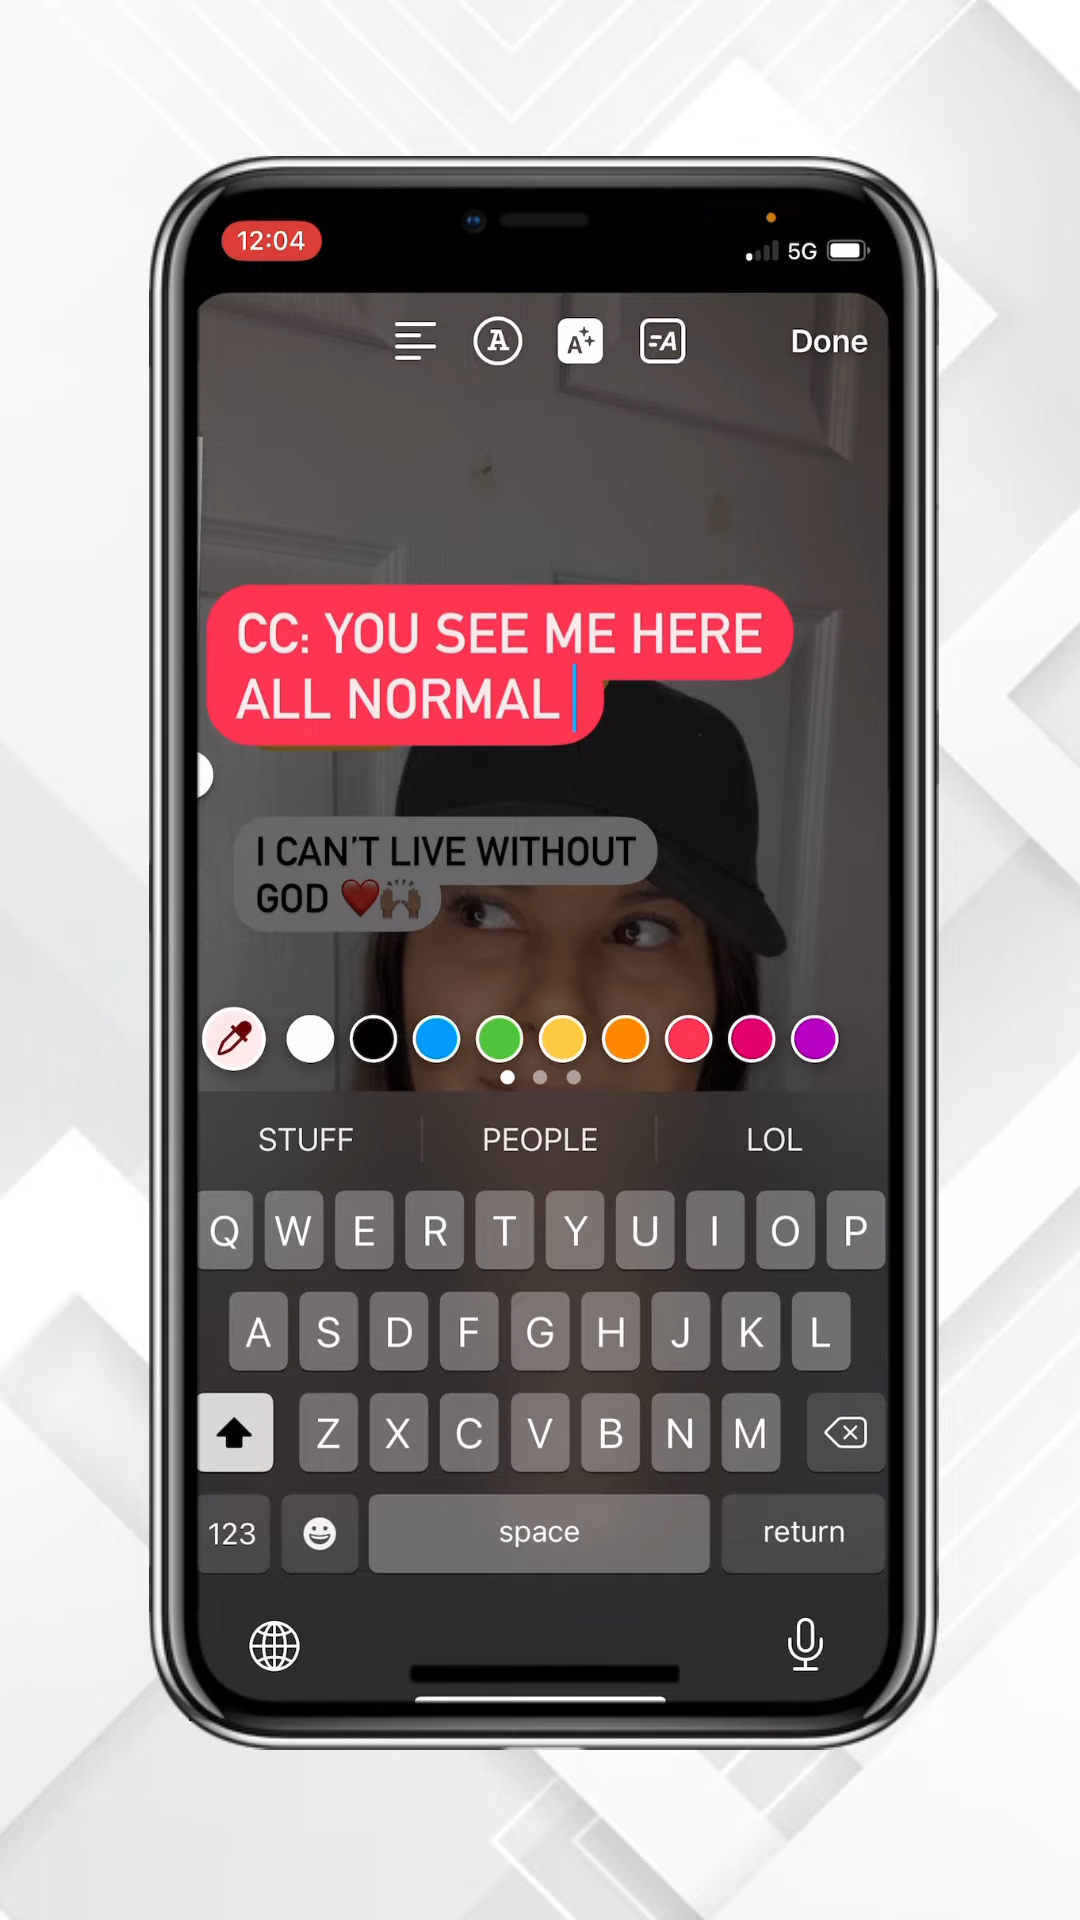 12:04
5G
A A =A Done
CC: YOU SEE ME HERE
ALL NORMAL
I CAN'T LIVE WITHOUT
GOD ❤️🙌🏽
STUFF PEOPLE LOL
Q W E R T Y U I O P
A S D F G H J K L
Z X C V B N M
123 space return